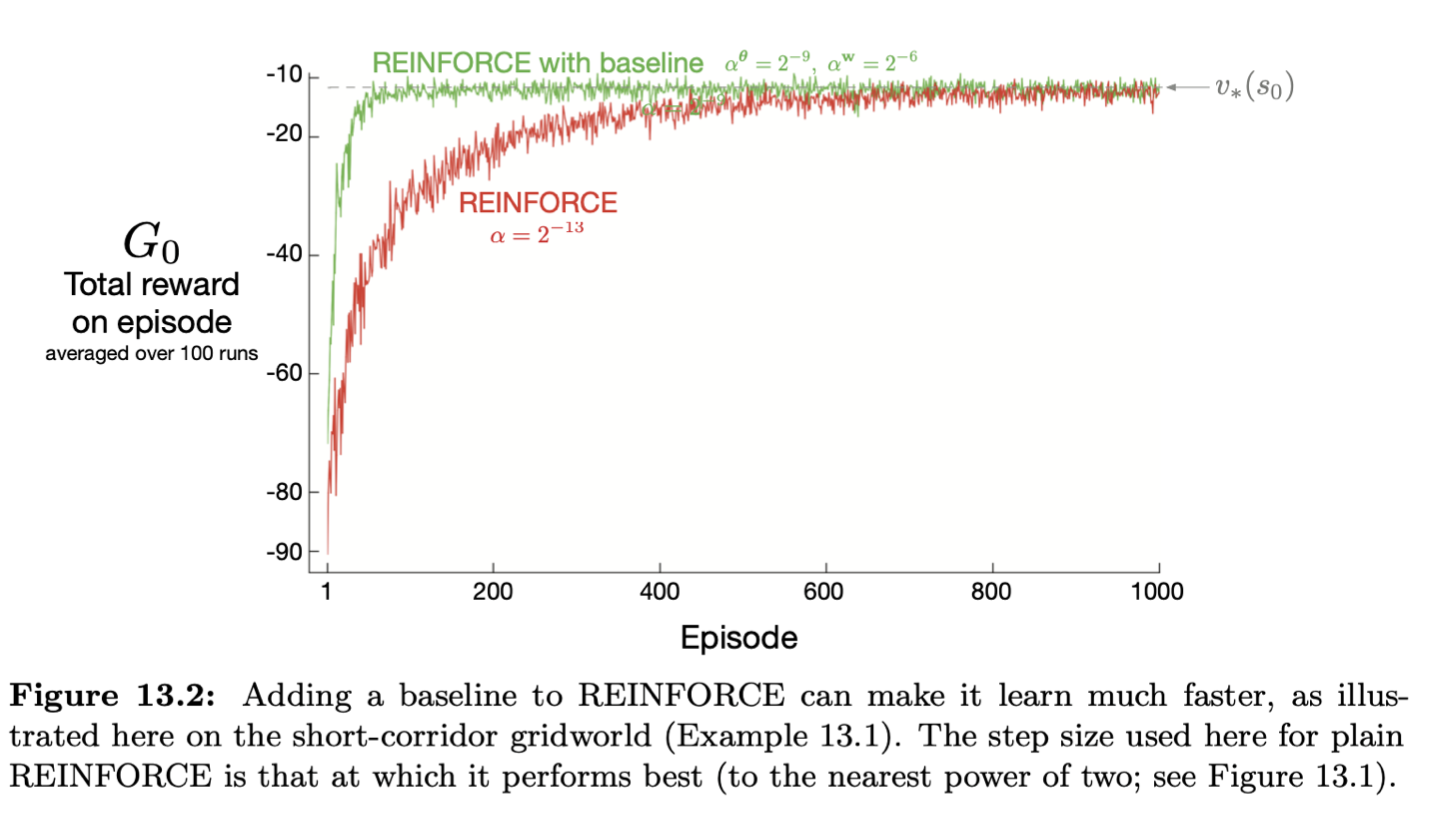 REINFORCE with baseline α^θ = 2^−9, α^w = 2^−6
-10
v∗(s0)
-20
REINFORCE
α = 2^−13
-40
G0
Total reward
on episode
averaged over 100 runs
-60
-80
-90
1 200 400 600 800 1000
Episode
Figure 13.2: Adding a baseline to REINFORCE can make it learn much faster, as illus-
trated here on the short-corridor gridworld (Example 13.1). The step size used here for plain
REINFORCE is that at which it performs best (to the nearest power of two; see Figure 13.1).